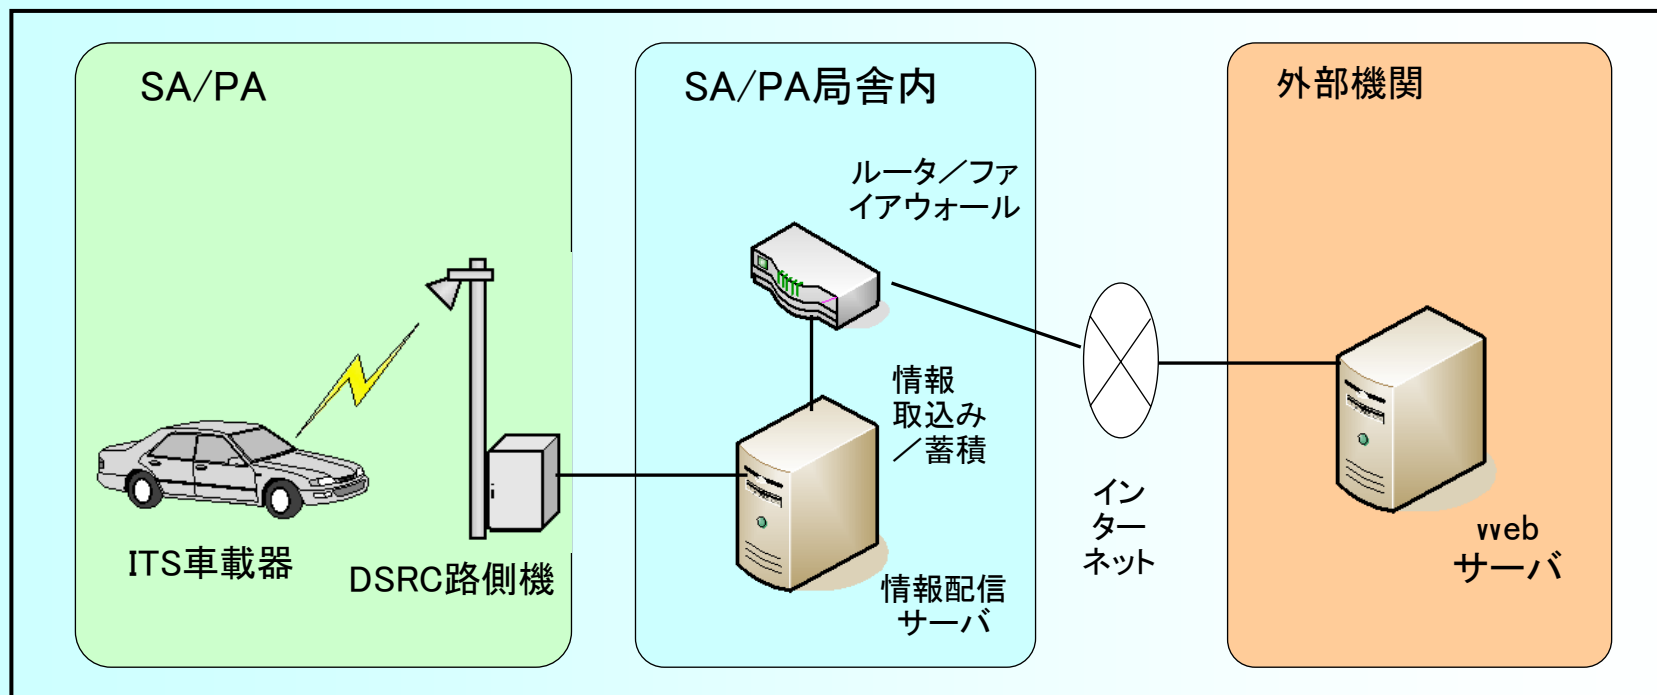 SA/PA
SA/PA局舎内
外部機関
ルータ／ファ
イアウォール
情報
取込み
／蓄積
イン
ター
ネット
web
サーバ
ITS車載器
DSRC路側機
情報配信
サーバ